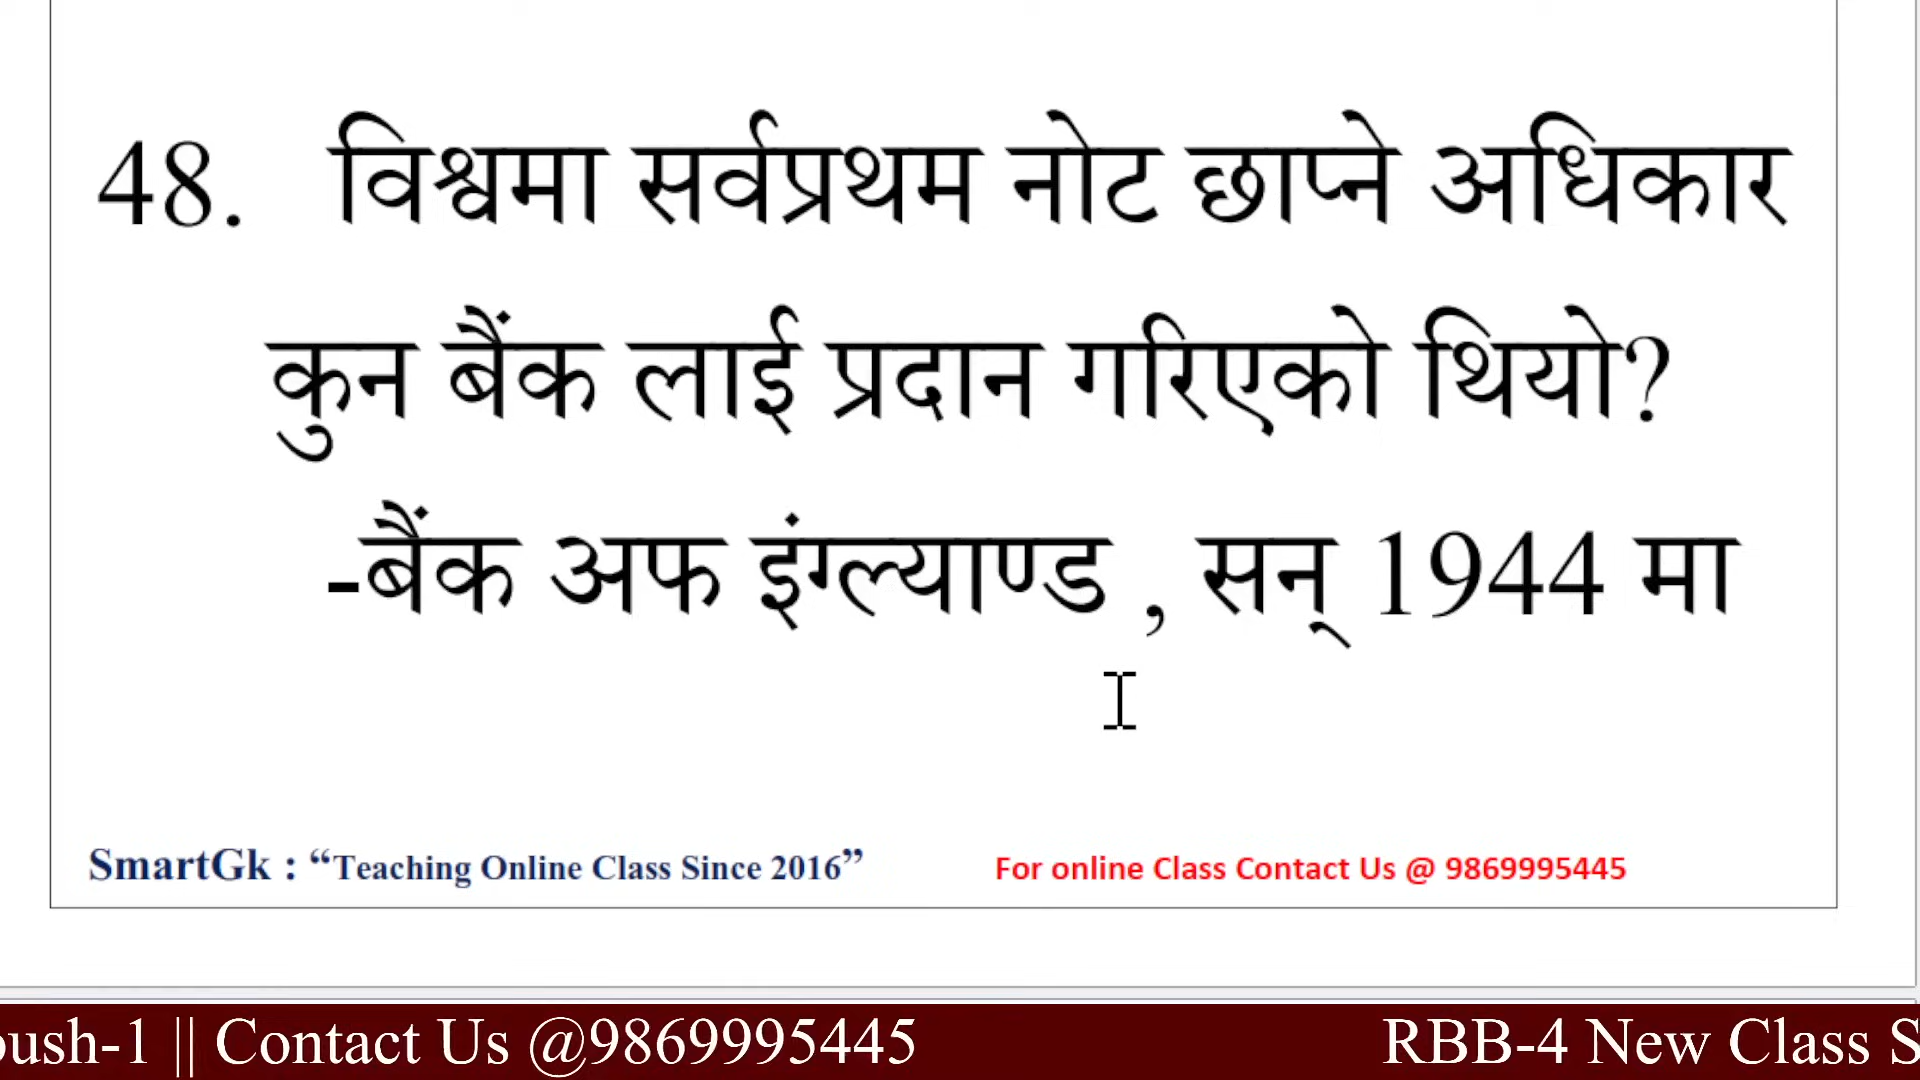 48. विश्वमा सर्वप्रथम नोट छाप्ने अधिकार
कुन बैंक लाई प्रदान गरिएको थियो?
-बैंक अफ इंग्ल्याण्ड , सन् 1944 मा
SmartGk : “Teaching Online Class Since 2016” For online Class Contact Us @ 9869995445
oush-1 || Contact Us @9869995445 RBB-4 New Class S